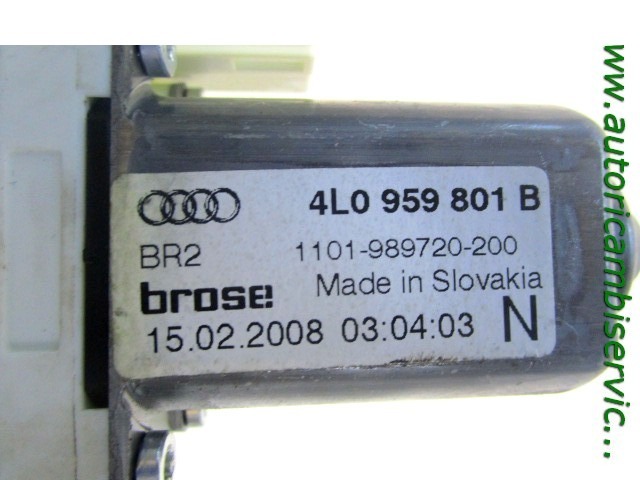 4L0 959 801 B
BR2 1101-989720-200
brose Made in Slovakia
15.02.2008 03:04:03 N
www.autoricambiservic...